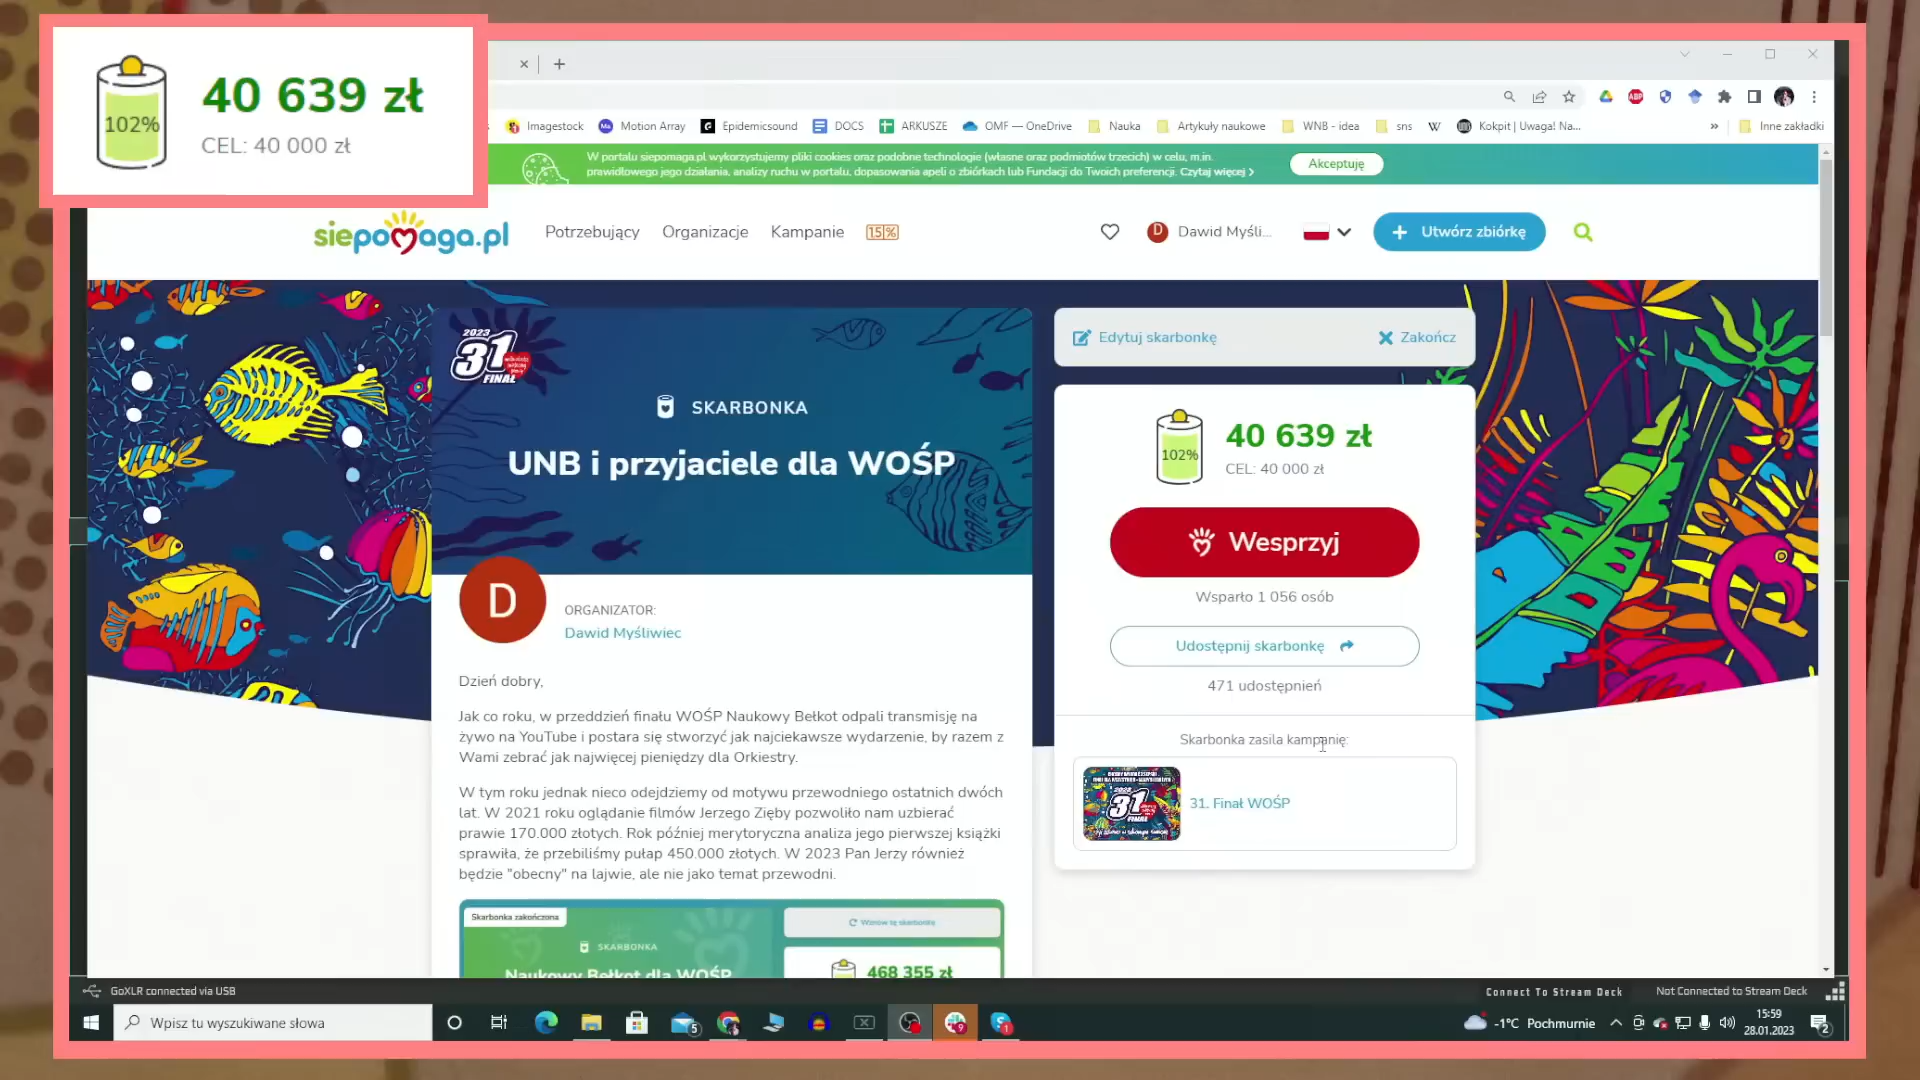 40 639 zł
102%
CEL: 40 000 zł
Imagestock
Motion Array
Epidemicsound
DOCS
ARKUSZE
OMF — OneDrive
Nauka
Artykuły naukowe
WNB - idea
sns
Kokpit | Uwaga! Na...
»
Inne zakładki
W portalu siepomaga.pl wykorzystujemy pliki cookies oraz podobne technologie (własne oraz podmiotów trzecich) w celu, m.in.
prawidłowego jego działania, analizy ruchu w portalu, dopasowania apeli o zbiórkach lub Fundacji do Twoich preferencji. Czytaj więcej
Akceptuję
siepomaga.pl
Potrzebujący
Organizacje
Kampanie
15%
D
Dawid Myśli...
Utwórz zbiórkę
2023
31
FINAŁ
SKARBONKA
UNB i przyjaciele dla WOŚP
Edytuj skarbonkę
Zakończ
102%
40 639 zł
CEL: 40 000 zł
Wesprzyj
Wsparło 1 056 osób
Udostępnij skarbonkę
471 udostępnień
Skarbonka zasila kampanię:
31
31. Finał WOŚP
D
ORGANIZATOR:
Dawid Myśliwiec
Dzień dobry,
Jak co roku, w przeddzień finału WOŚP Naukowy Bełkot odpali transmisję na
żywo na YouTube i postara się stworzyć jak najciekawsze wydarzenie, by razem z
Wami zebrać jak najwięcej pieniędzy dla Orkiestry.
W tym roku jednak nieco odejdziemy od motywu przewodniego ostatnich dwóch
lat. W 2021 roku oglądanie filmów Jerzego Zięby pozwoliło nam uzbierać
prawie 170.000 złotych. Rok później merytoryczna analiza jego pierwszej książki
sprawiła, że przebiliśmy pułap 450.000 złotych. W 2023 Pan Jerzy również
będzie "obecny" na lajwie, ale nie jako temat przewodni.
Skarbonka zakończona
Wznów tę skarbonkę
SKARBONKA
Naukowy Bełkot dla WOŚP
468 355 zł
GoXLR connected via USB
Connect To Stream Deck
Not Connected to Stream Deck
Wpisz tu wyszukiwane słowa
5
9
1
-1°C Pochmurnie
15:59
28.01.2023
2